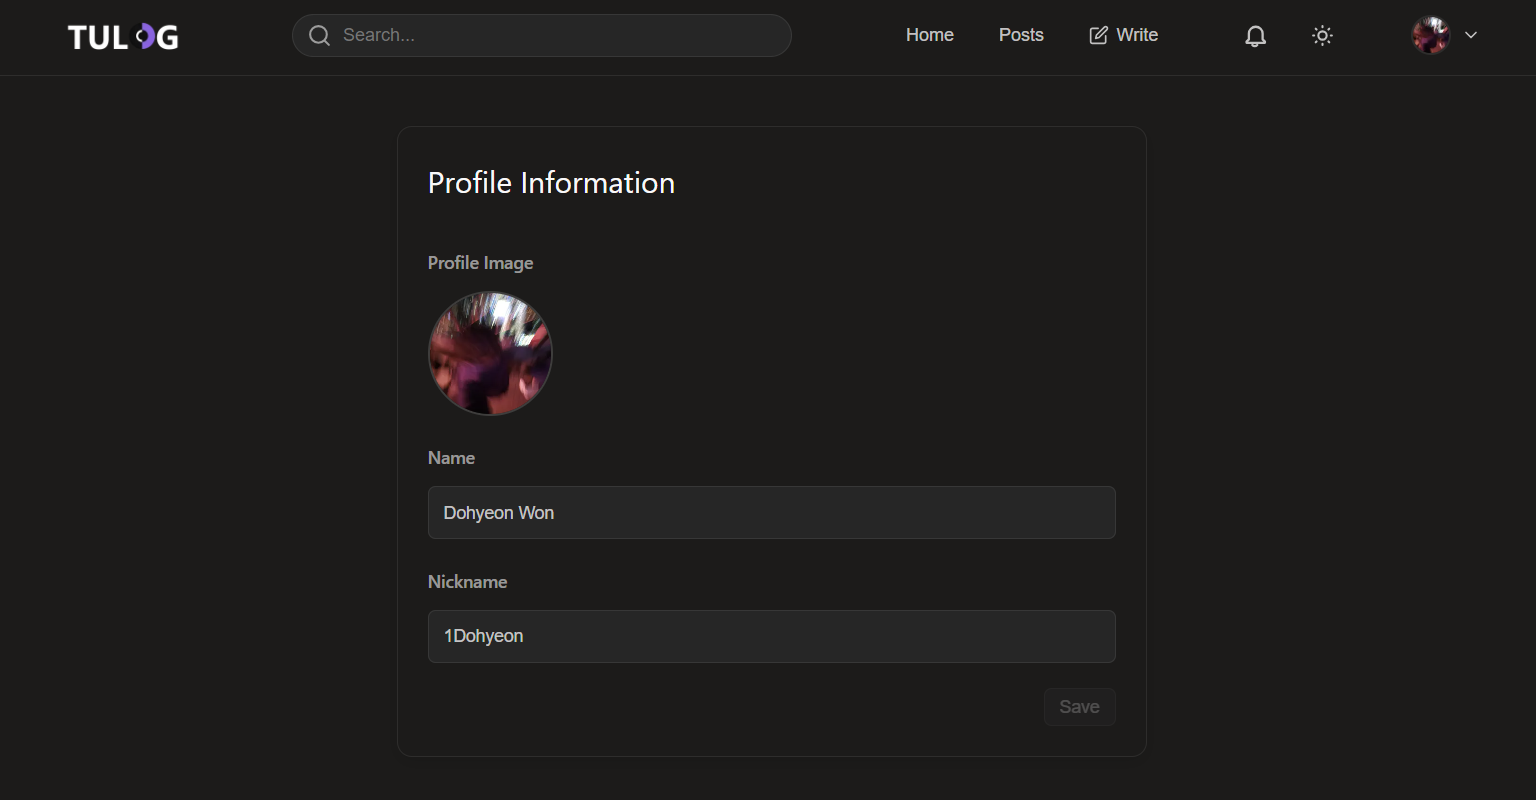 TULOG
Search...
Home
Posts
Write
Profile Information
Profile Image
Name
Dohyeon Won
Nickname
1Dohyeon
Save